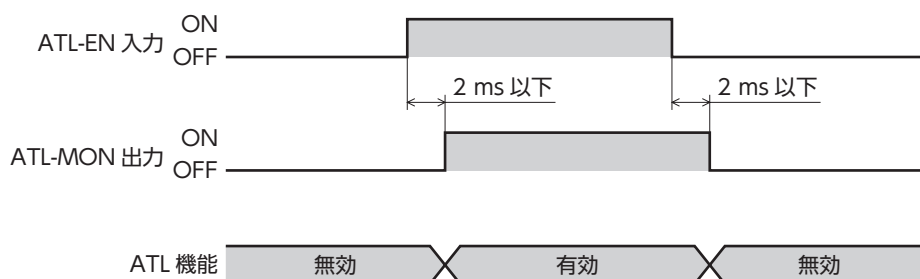 ATL-EN 入力 ON
OFF
2 ms 以下 2 ms 以下
ATL-MON 出力 ON
OFF
ATL 機能 無効 有効 無効